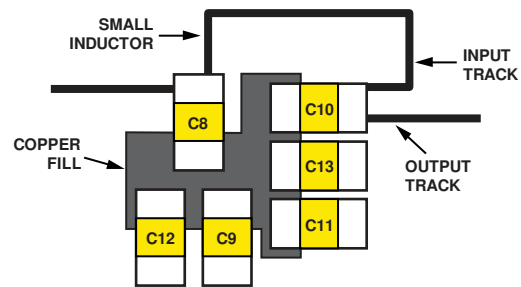 SMALL
INDUCTOR
INPUT
TRACK
C8
C10
COPPER
FILL
C13
OUTPUT
TRACK
C12
C9
C11